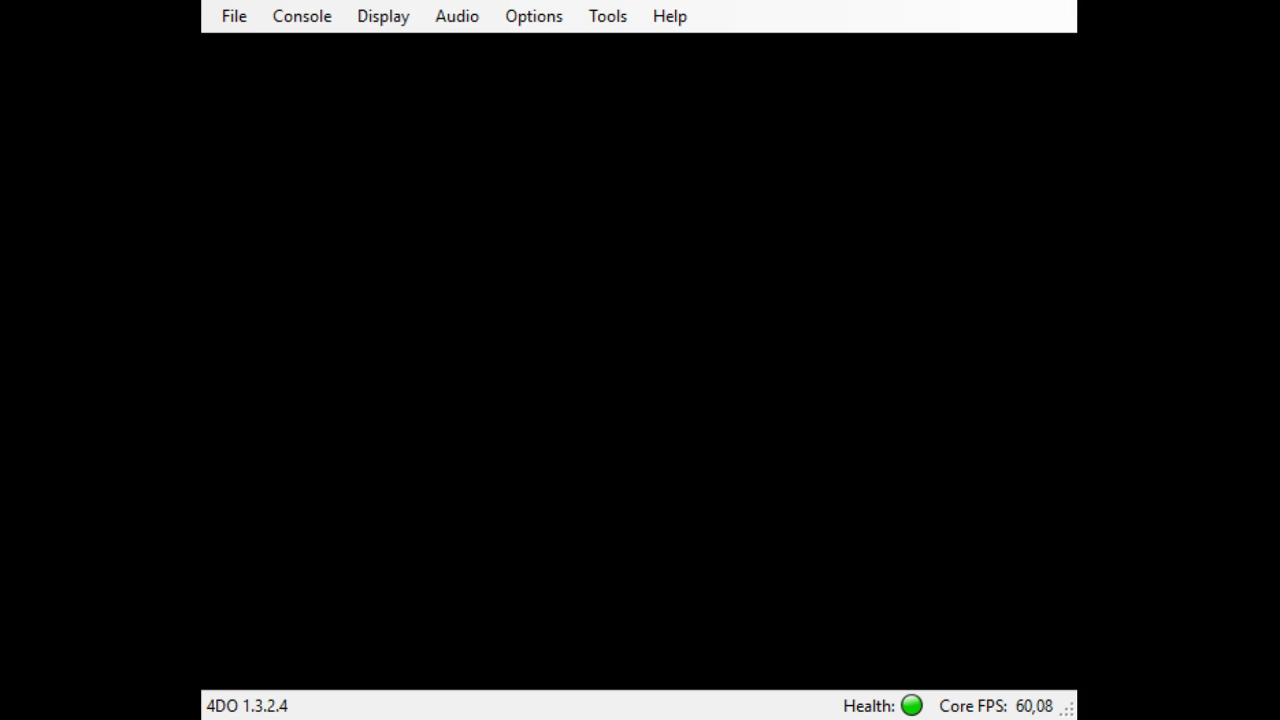 File Console Display Audio Options Tools Help
4DO 1.3.2.4 Health: Core FPS: 60,08